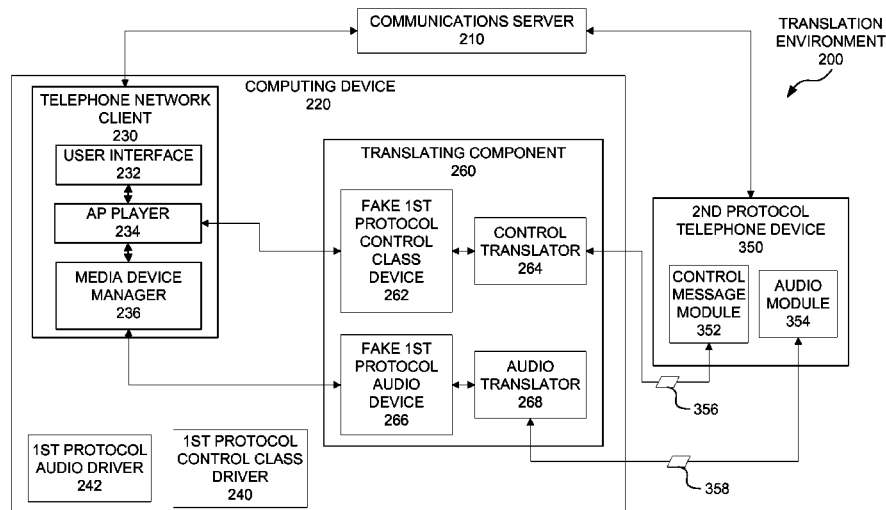 COMMUNICATIONS SERVER
210
TRANSLATION
ENVIRONMENT
200
COMPUTING DEVICE
220
TELEPHONE NETWORK
CLIENT
230
USER INTERFACE
232
AP PLAYER
234
MEDIA DEVICE
MANAGER
236
TRANSLATING COMPONENT
260
FAKE 1ST
PROTOCOL
CONTROL
CLASS
DEVICE
262
CONTROL
TRANSLATOR
264
FAKE 1ST
PROTOCOL
AUDIO
DEVICE
266
AUDIO
TRANSLATOR
268
2ND PROTOCOL
TELEPHONE DEVICE
350
CONTROL
MESSAGE
MODULE
352
AUDIO
MODULE
354
356
358
1ST PROTOCOL
AUDIO DRIVER
242
1ST PROTOCOL
CONTROL CLASS
DRIVER
240